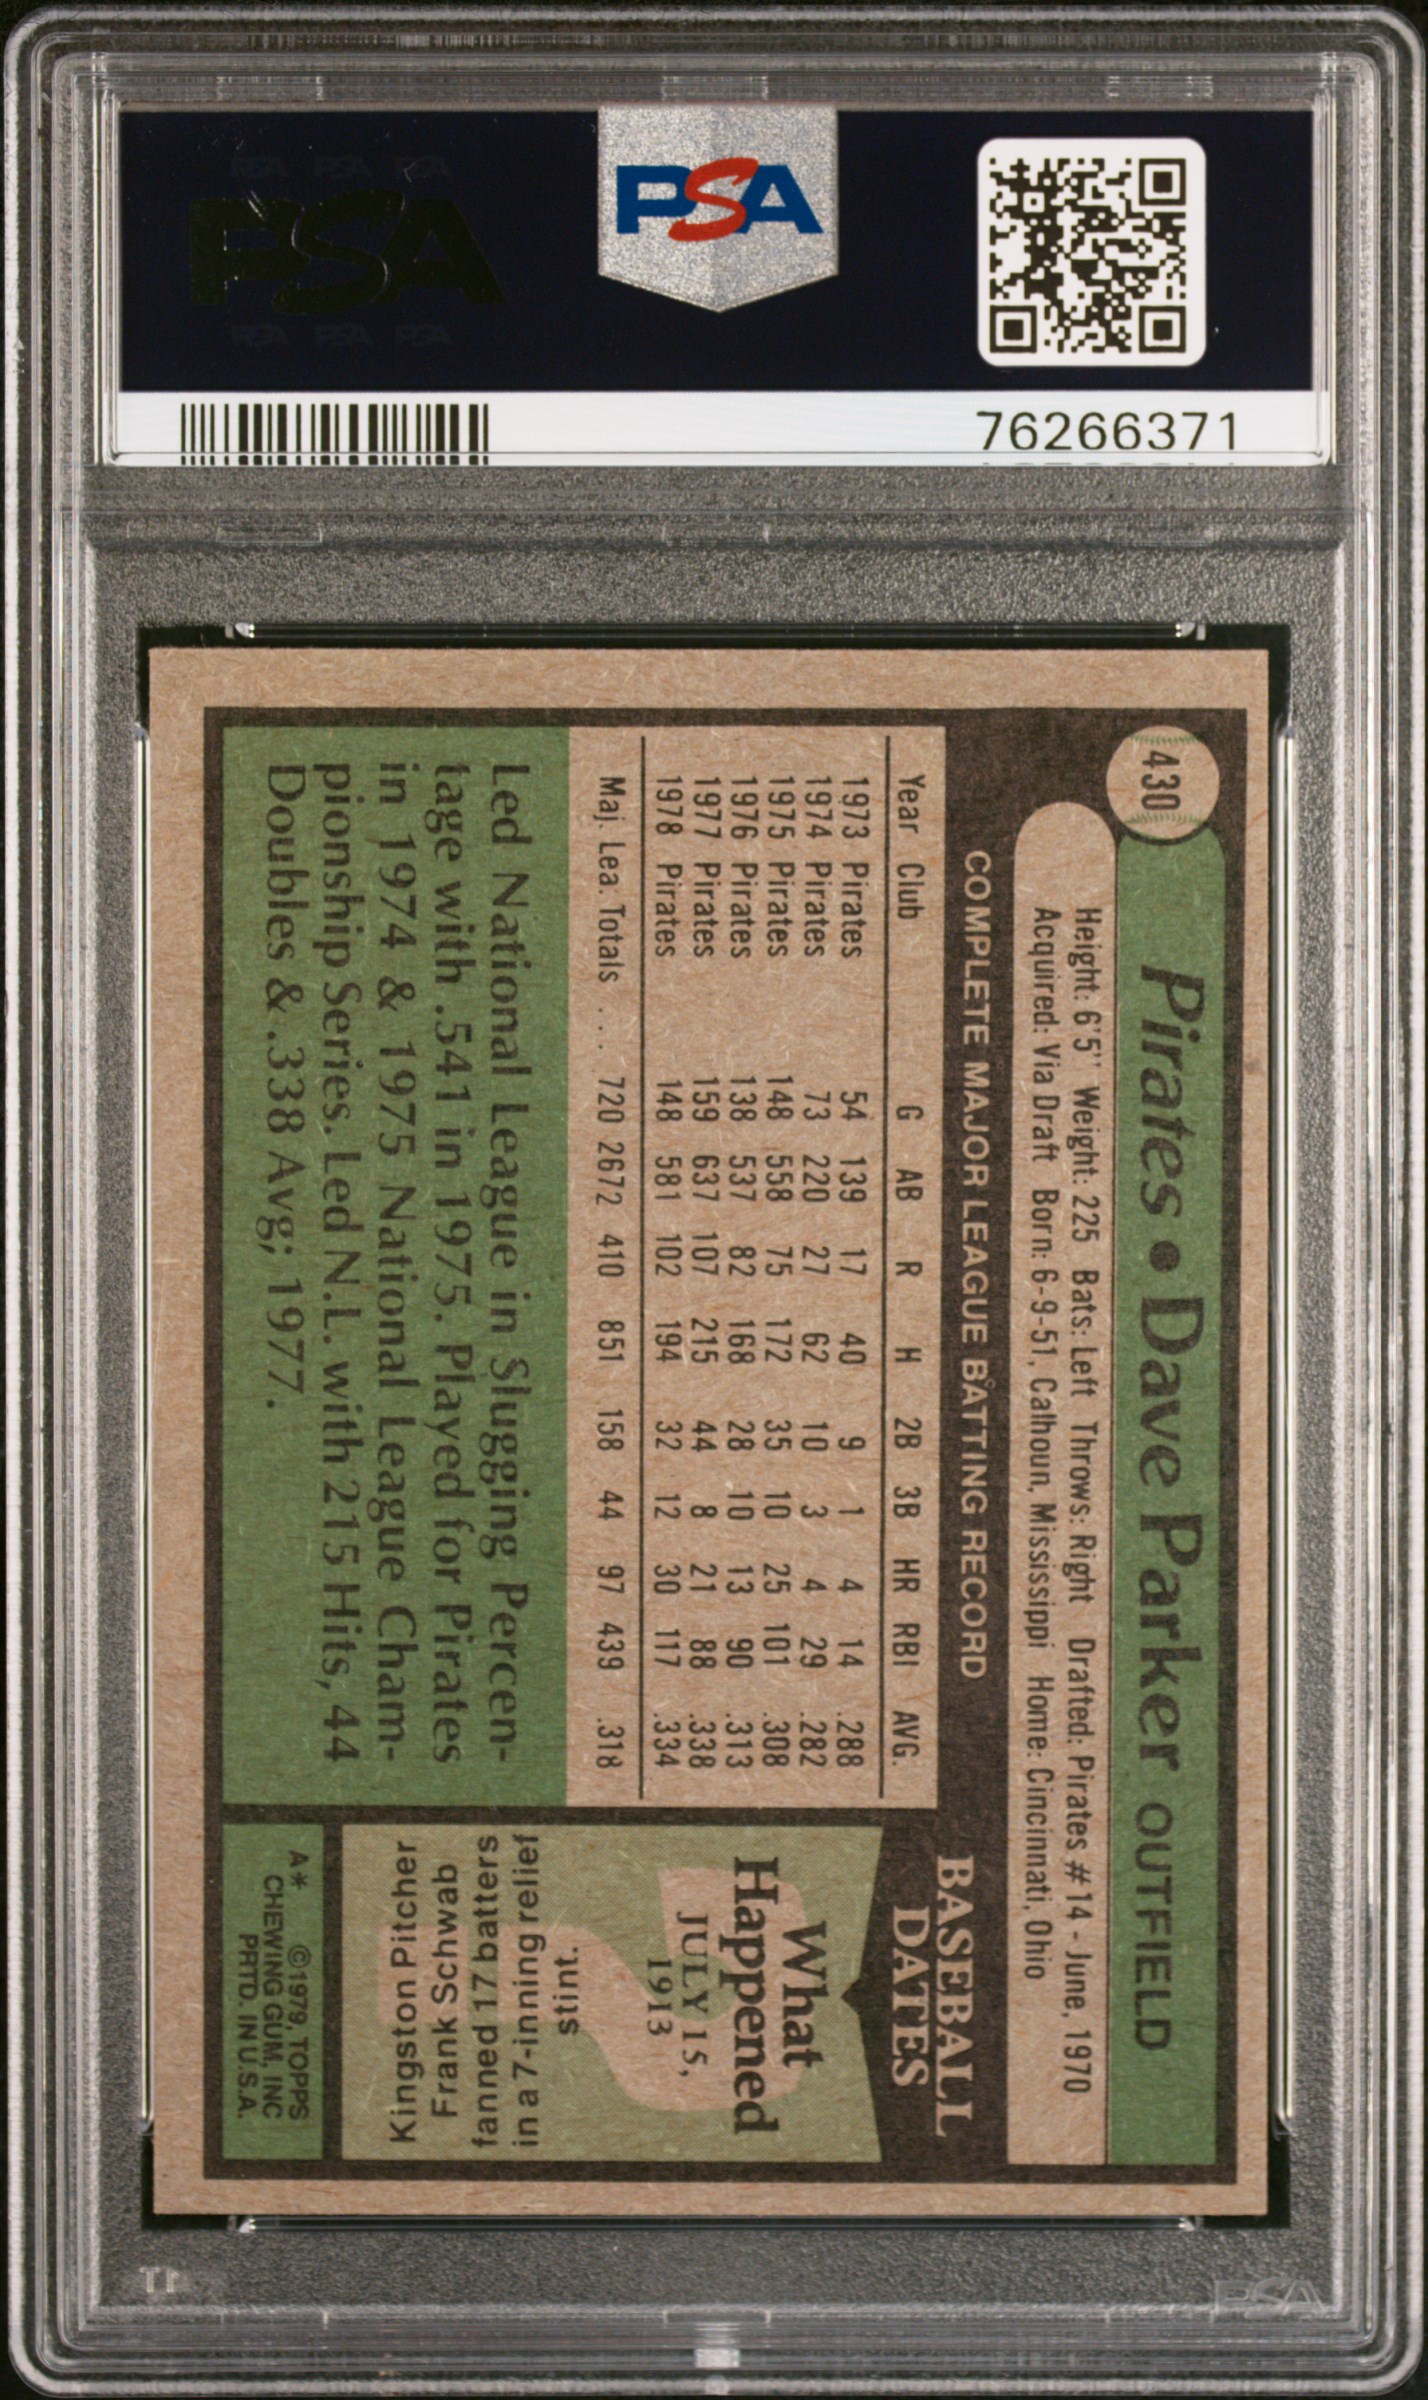 PSA PSA PSA
PSA
PSA PSA PSA
PSA
76266371
430
Pirates • Dave Parker OUTFIELD
Height: 6'5'' Weight: 225 Bats: Left Throws: Right Drafted: Pirates #14 - June, 1970
Acquired: Via Draft Born: 6-9-51, Calhoun, Mississippi Home: Cincinnati, Ohio
COMPLETE MAJOR LEAGUE BATTING RECORD
Year Club G AB R H 2B 3B HR RBI AVG.
1973 Pirates 54 139 17 40 9 1 4 14 .288
1974 Pirates 73 220 27 62 10 3 4 29 .282
1975 Pirates 148 558 75 172 35 10 25 101 .308
1976 Pirates 138 537 82 168 28 10 13 90 .313
1977 Pirates 159 637 107 215 44 8 21 88 .338
1978 Pirates 148 581 102 194 32 12 30 117 .334
Maj. Lea. Totals . . . 720 2672 410 851 158 44 97 439 .318
Led National League in Slugging Percen-
tage with .541 in 1975. Played for Pirates
in 1974 & 1975 National League Cham-
pionship Series. Led N.L. with 215 Hits, 44
Doubles & .338 Avg; 1977.
BASEBALL
DATES
What
Happened
JULY 15,
1913
Kingston Pitcher
Frank Schwab
fanned 17 batters
in a 7-inning relief
stint.
A* ©1979, TOPPS
CHEWING GUM, INC
PRTD. IN U.S.A.
PSA